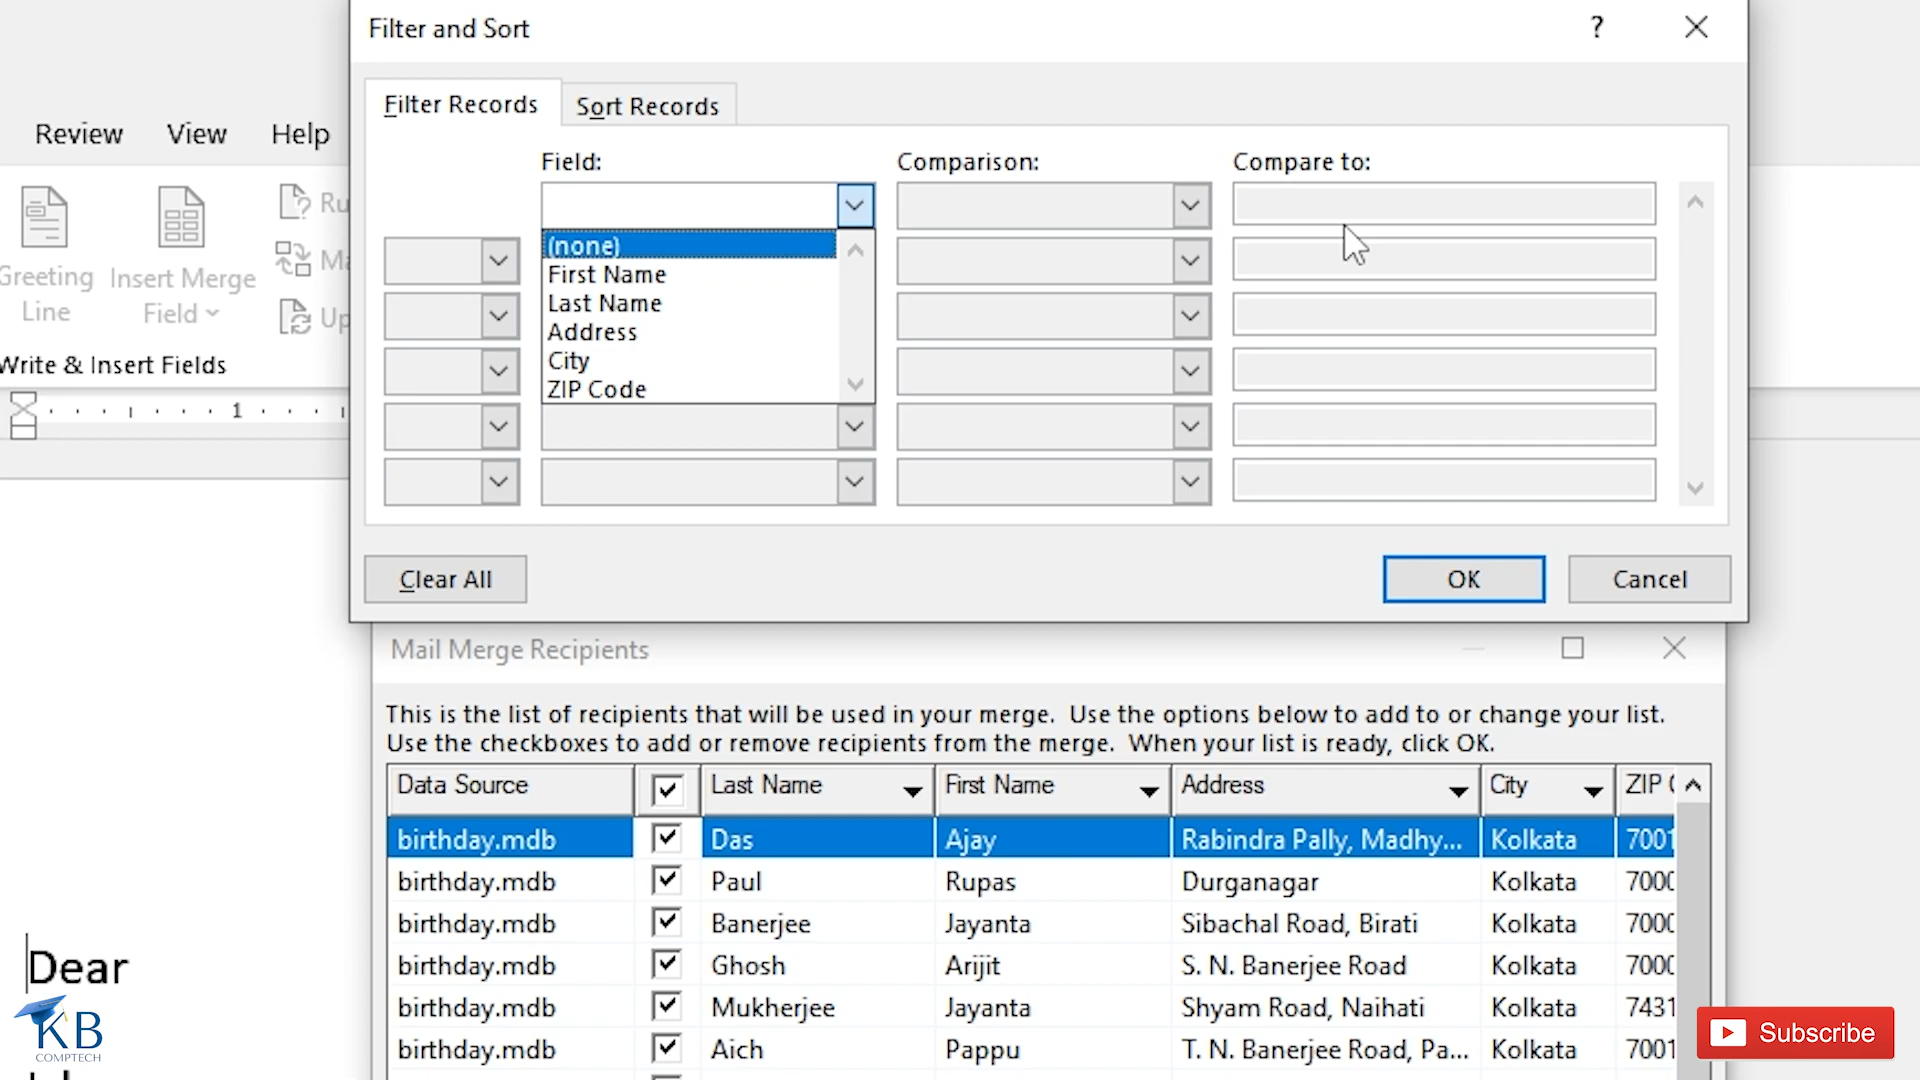 Filter and Sort
?
Filter Records
Sort Records
Review
View
Help
Field:
Comparison:
Compare to:
(none)
First Name
Last Name
Address
City
ZIP Code
Greeting
Line
Insert Merge
Field
Write & Insert Fields
1
Clear All
OK
Cancel
Mail Merge Recipients
This is the list of recipients that will be used in your merge. Use the options below to add to or change your list.
Use the checkboxes to add or remove recipients from the merge. When your list is ready, click OK.
Data Source Last Name First Name Address City ZIP
birthday.mdb Das Ajay Rabindra Pally, Madhy... Kolkata 7001
birthday.mdb Paul Rupas Durganagar Kolkata 700
birthday.mdb Banerjee Jayanta Sibachal Road, Birati Kolkata 700
birthday.mdb Ghosh Arijit S. N. Banerjee Road Kolkata 700
birthday.mdb Mukherjee Jayanta Shyam Road, Naihati Kolkata 7431
birthday.mdb Aich Pappu T. N. Banerjee Road, Pa... Kolkata 7001
Dear
KB
COMPTECH
Subscribe